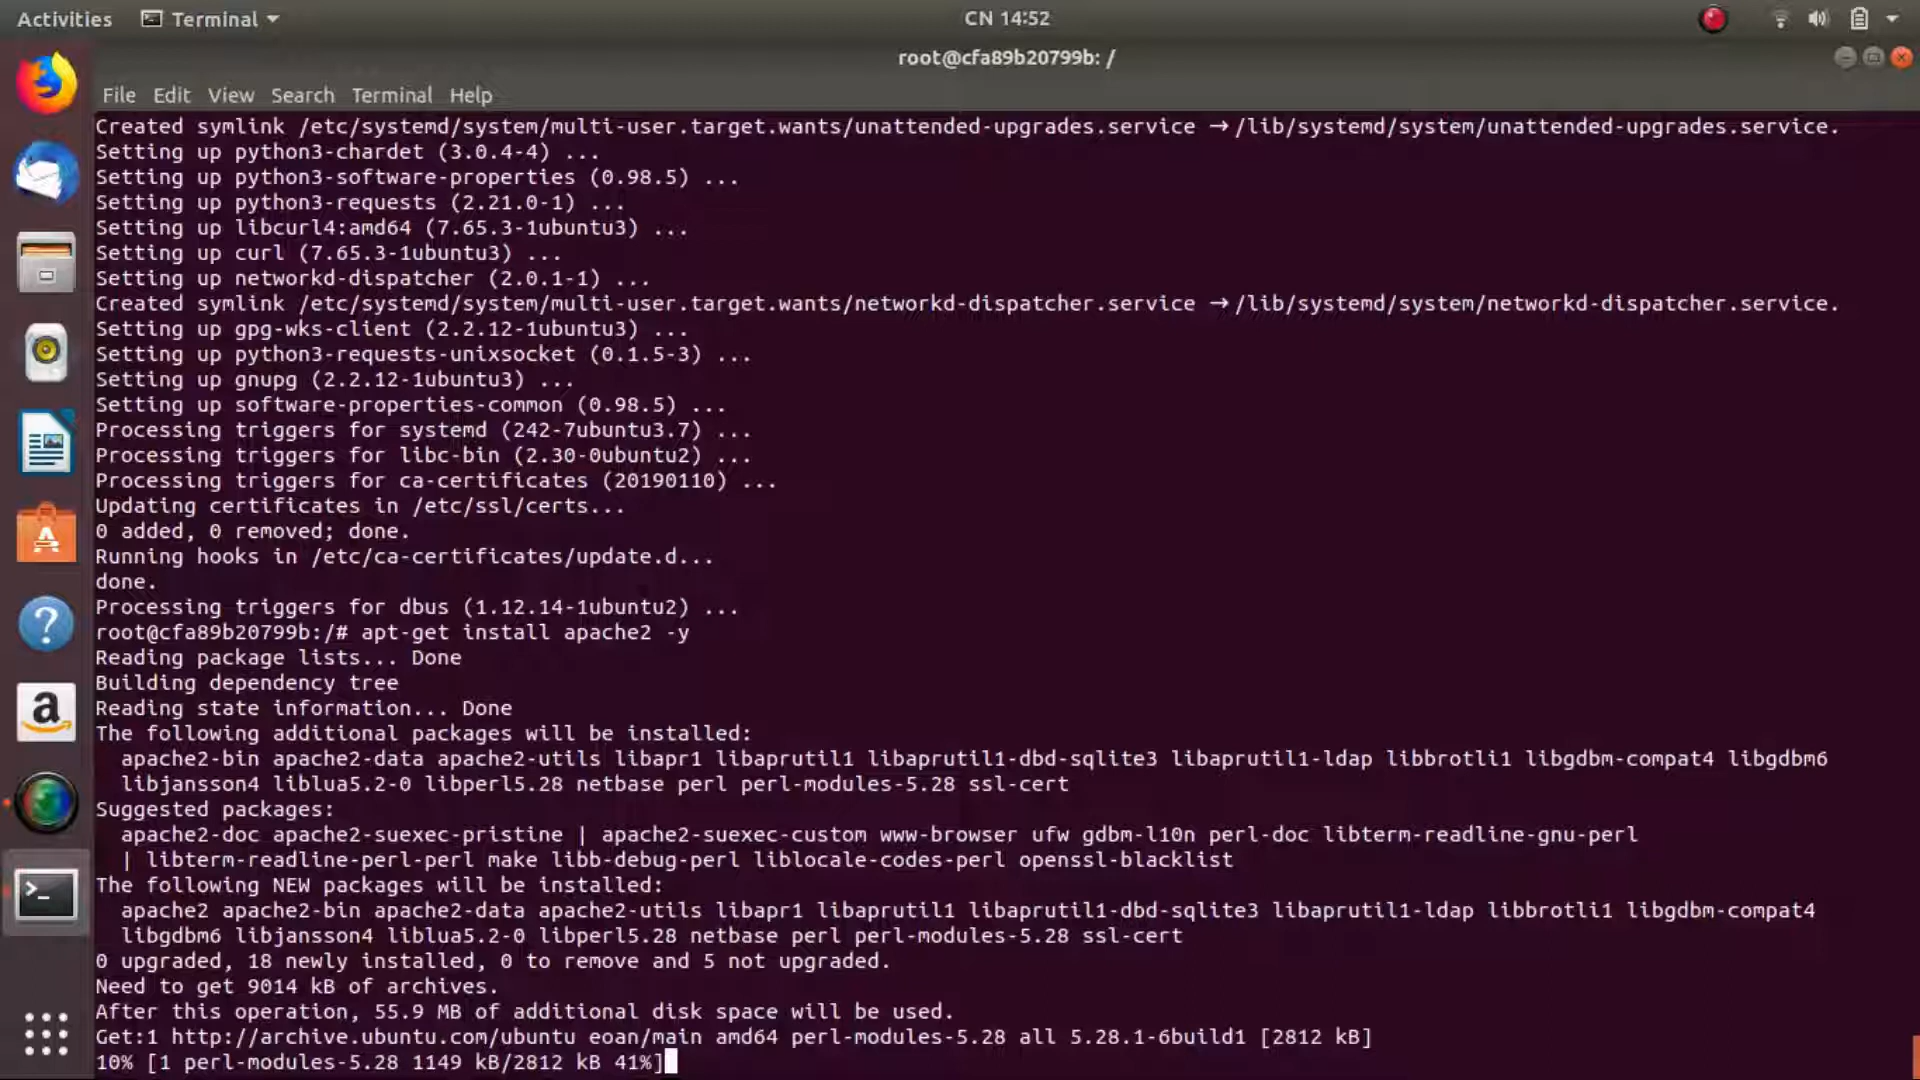 Activities Terminal CN 14:52
root@cfa89b20799b: /
File Edit View Search Terminal Help
Created symlink /etc/systemd/system/multi-user.target.wants/unattended-upgrades.service → /lib/systemd/system/unattended-upgrades.service.
Setting up python3-chardet (3.0.4-4) ...
Setting up python3-software-properties (0.98.5) ...
Setting up python3-requests (2.21.0-1) ...
Setting up libcurl4:amd64 (7.65.3-1ubuntu3) ...
Setting up curl (7.65.3-1ubuntu3) ...
Setting up networkd-dispatcher (2.0.1-1) ...
Created symlink /etc/systemd/system/multi-user.target.wants/networkd-dispatcher.service → /lib/systemd/system/networkd-dispatcher.service.
Setting up gpg-wks-client (2.2.12-1ubuntu3) ...
Setting up python3-requests-unixsocket (0.1.5-3) ...
Setting up gnupg (2.2.12-1ubuntu3) ...
Setting up software-properties-common (0.98.5) ...
Processing triggers for systemd (242-7ubuntu3.7) ...
Processing triggers for libc-bin (2.30-0ubuntu2) ...
Processing triggers for ca-certificates (20190110) ...
Updating certificates in /etc/ssl/certs...
0 added, 0 removed; done.
Running hooks in /etc/ca-certificates/update.d...
done.
Processing triggers for dbus (1.12.14-1ubuntu2) ...
root@cfa89b20799b:/# apt-get install apache2 -y
Reading package lists... Done
Building dependency tree
Reading state information... Done
The following additional packages will be installed:
apache2-bin apache2-data apache2-utils libapr1 libaprutil1 libaprutil1-dbd-sqlite3 libaprutil1-ldap libbrotli1 libgdbm-compat4 libgdbm6
libjansson4 liblua5.2-0 libperl5.28 netbase perl perl-modules-5.28 ssl-cert
Suggested packages:
apache2-doc apache2-suexec-pristine | apache2-suexec-custom www-browser ufw gdbm-l10n perl-doc libterm-readline-gnu-perl
| libterm-readline-perl-perl make libb-debug-perl liblocale-codes-perl openssl-blacklist
The following NEW packages will be installed:
apache2 apache2-bin apache2-data apache2-utils libapr1 libaprutil1 libaprutil1-dbd-sqlite3 libaprutil1-ldap libbrotli1 libgdbm-compat4
libgdbm6 libjansson4 liblua5.2-0 libperl5.28 netbase perl perl-modules-5.28 ssl-cert
0 upgraded, 18 newly installed, 0 to remove and 5 not upgraded.
Need to get 9014 kB of archives.
After this operation, 55.9 MB of additional disk space will be used.
Get:1 http://archive.ubuntu.com/ubuntu eoan/main amd64 perl-modules-5.28 all 5.28.1-6build1 [2812 kB]
10% [1 perl-modules-5.28 1149 kB/2812 kB 41%]